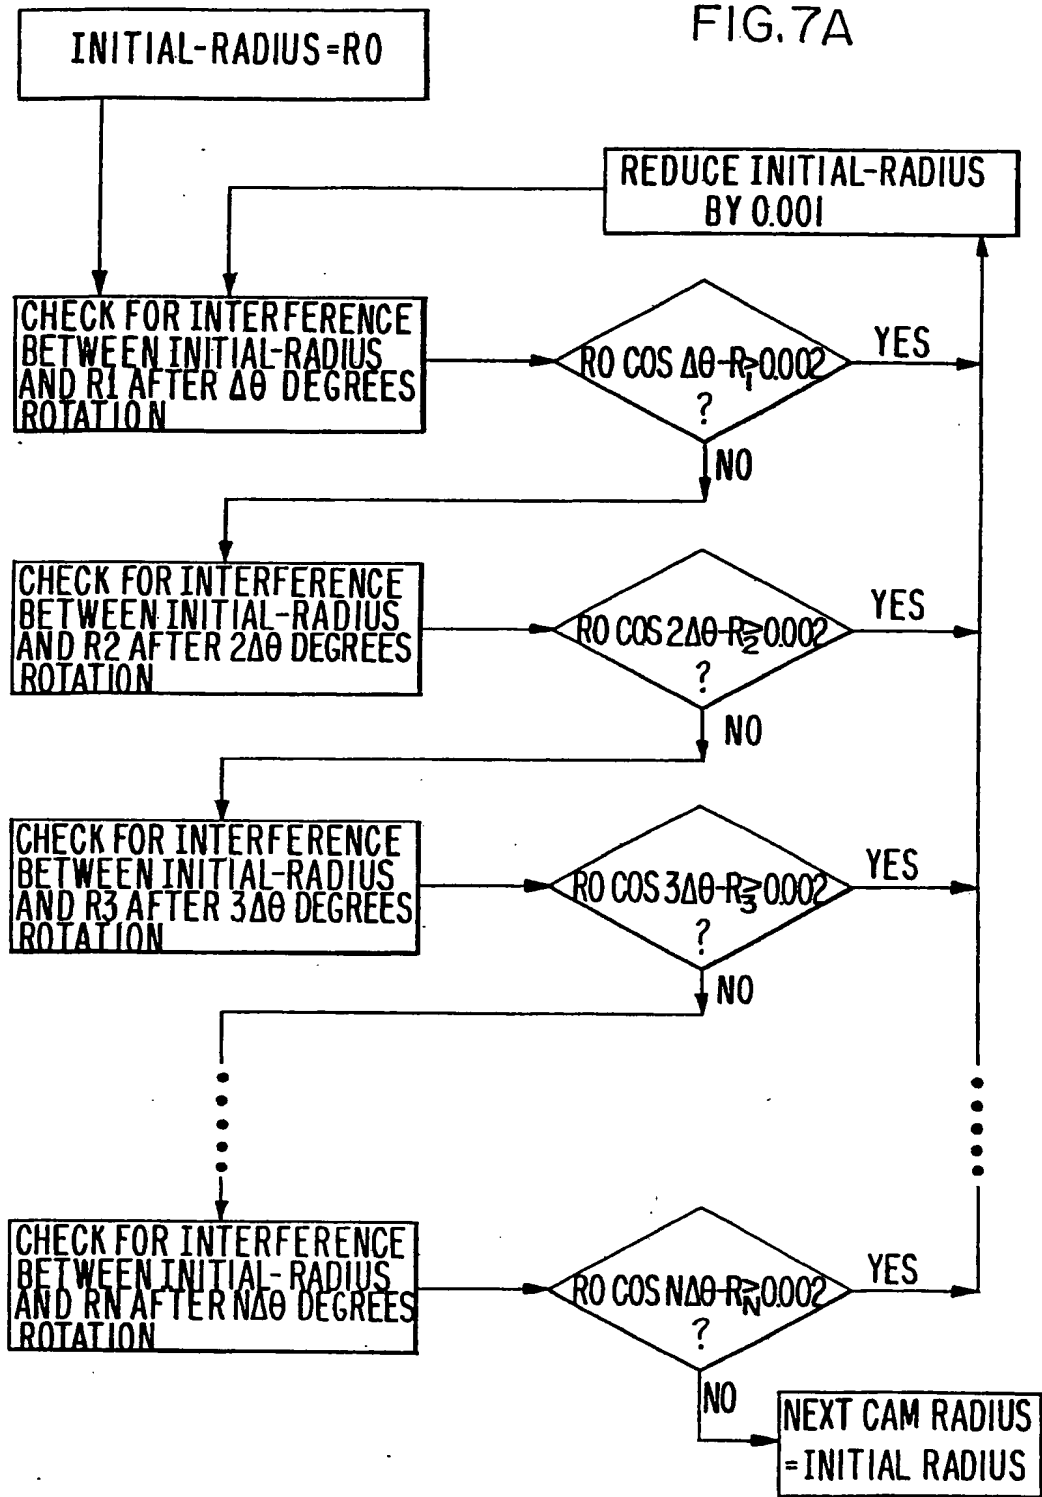 FIG.7A
INITIAL-RADIUS=R0
REDUCE INITIAL-RADIUS
BY 0.001
CHECK FOR INTERFERENCE
BETWEEN INITIAL-RADIUS
AND R1 AFTER Δθ DEGREES
ROTATION
R0 COS Δθ-R₁≥0.002
?
YES
NO
CHECK FOR INTERFERENCE
BETWEEN INITIAL-RADIUS
AND R2 AFTER 2Δθ DEGREES
ROTATION
R0 COS 2Δθ-R₂≥0.002
?
YES
NO
CHECK FOR INTERFERENCE
BETWEEN INITIAL-RADIUS
AND R3 AFTER 3Δθ DEGREES
ROTATION
R0 COS 3Δθ-R₃≥0.002
?
YES
NO
CHECK FOR INTERFERENCE
BETWEEN INITIAL-RADIUS
AND RN AFTER NΔθ DEGREES
ROTATION
R0 COS NΔθ-R_N≥0.002
?
YES
NO
NEXT CAM RADIUS
=INITIAL RADIUS